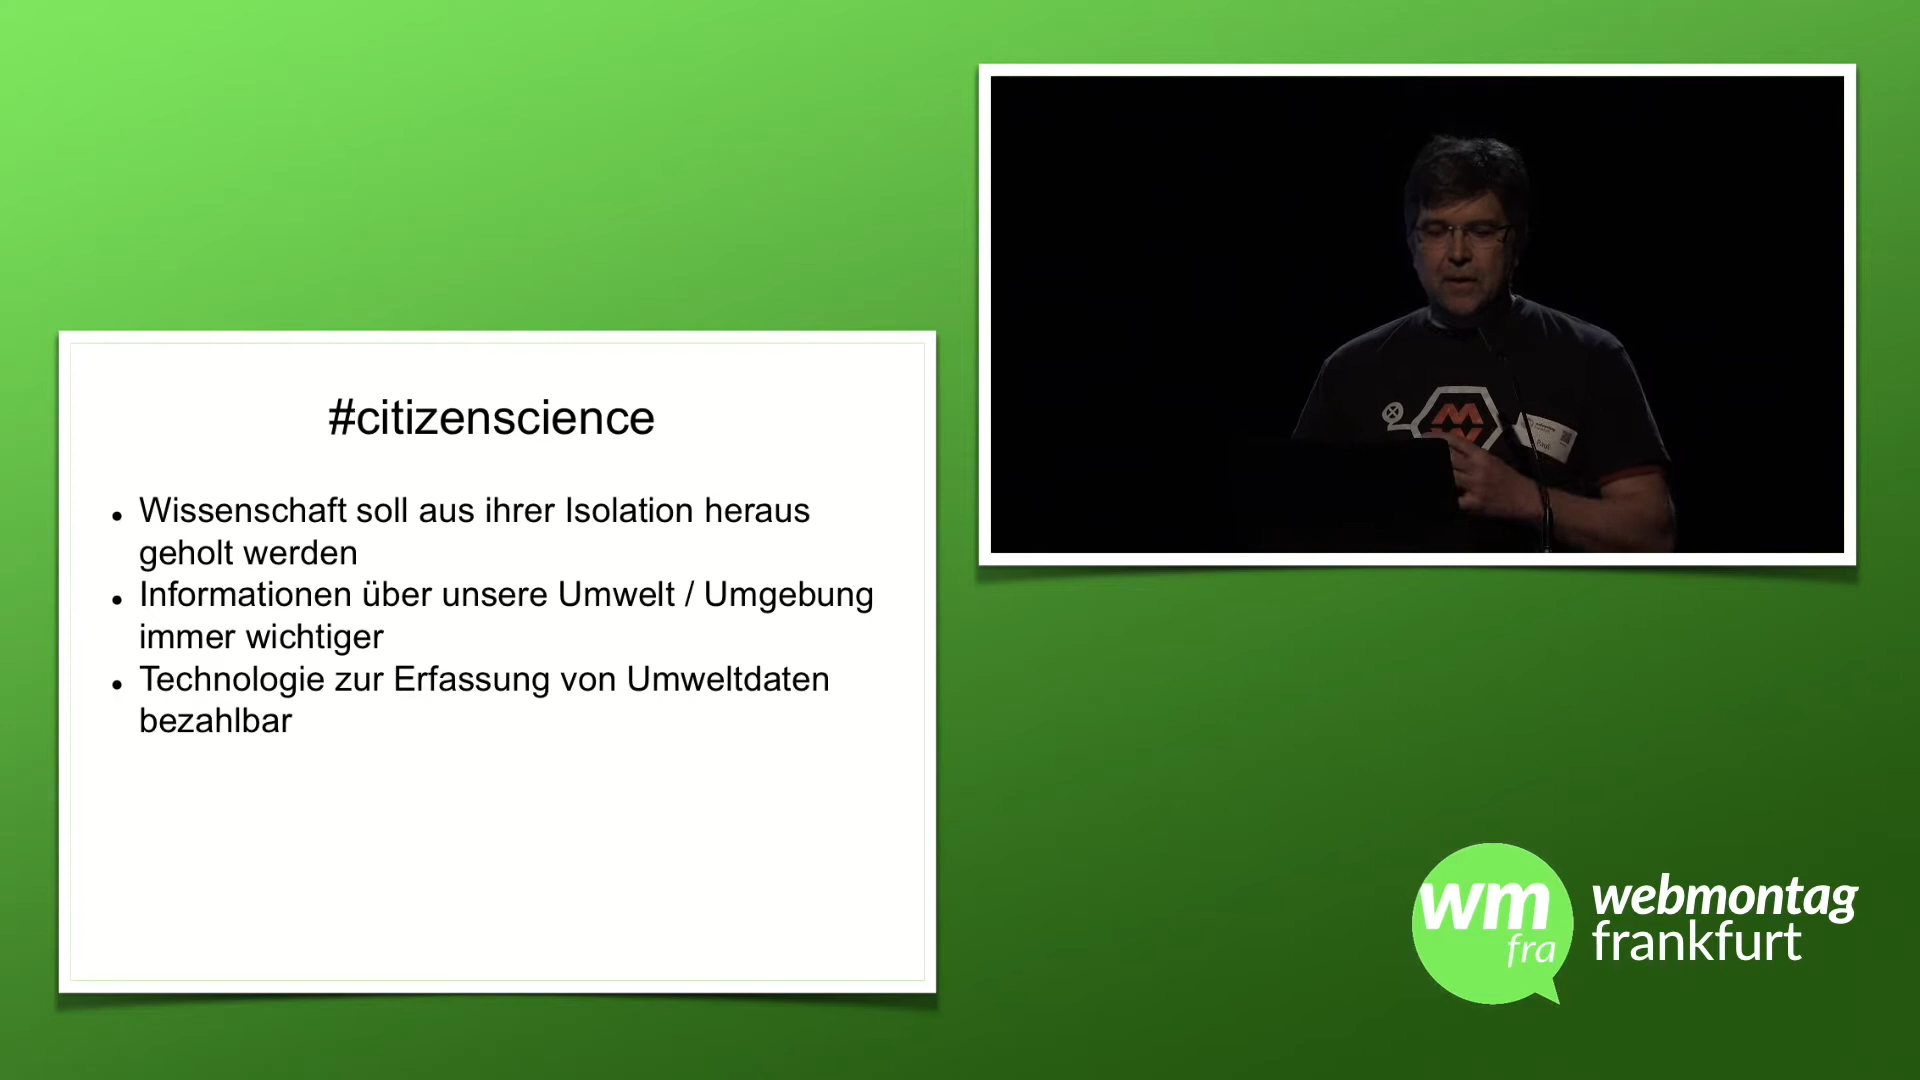 #citizenscience
• Wissenschaft soll aus ihrer Isolation heraus
geholt werden
• Informationen über unsere Umwelt / Umgebung
immer wichtiger
• Technologie zur Erfassung von Umweltdaten
bezahlbar
Paul
wm
fra
webmontag
frankfurt